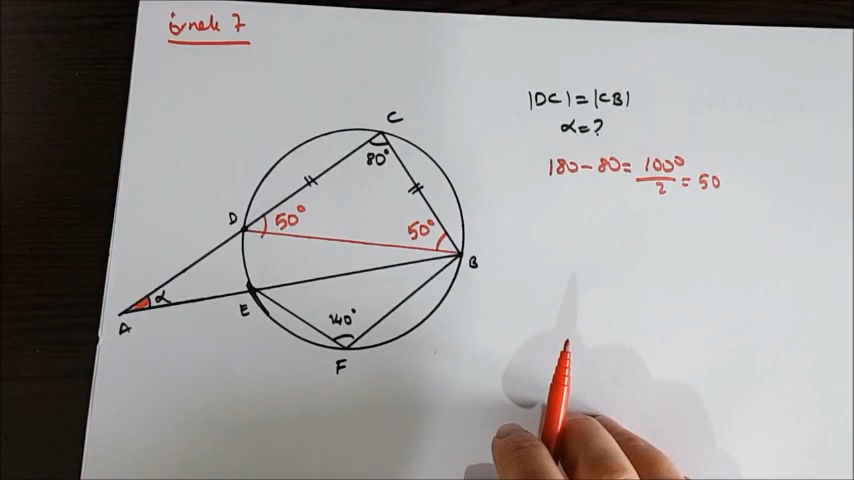 örnek 7
|DC| = |CB|
α = ?
180 - 80 = 100° / 2 = 50
C
80°
D
50°
50°
B
α
A
E
140°
F